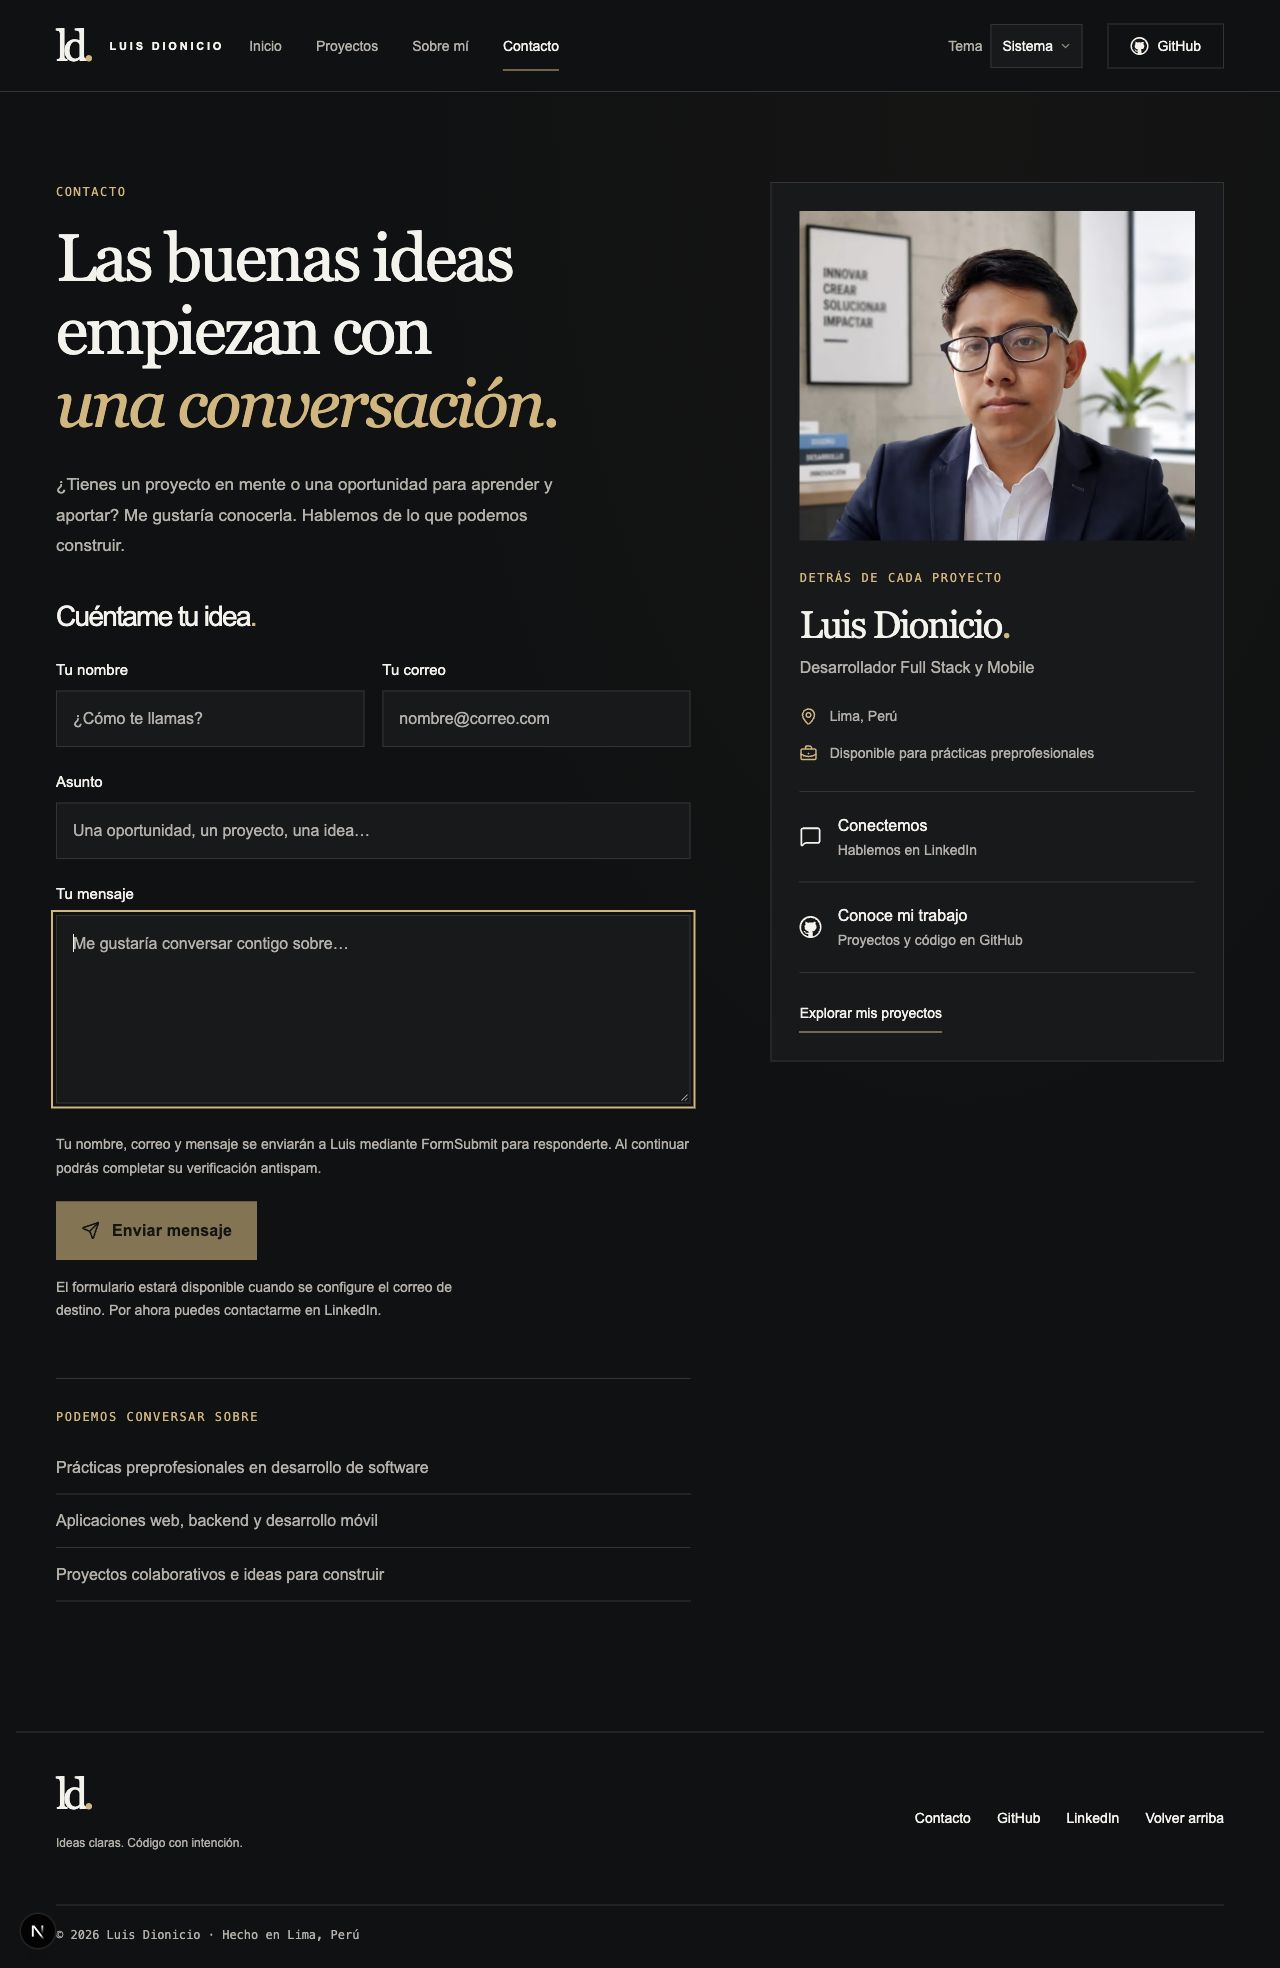 ld.
LUIS DIONICIO
Inicio
Proyectos
Sobre mí
Contacto
Tema
Sistema
GitHub
CONTACTO
Las buenas ideas
empiezan con
una conversación.
¿Tienes un proyecto en mente o una oportunidad para aprender y
aportar? Me gustaría conocerla. Hablemos de lo que podemos
construir.
Cuéntame tu idea.
Tu nombre
Tu correo
¿Cómo te llamas?
nombre@correo.com
Asunto
Una oportunidad, un proyecto, una idea…
Tu mensaje
Me gustaría conversar contigo sobre…
Tu nombre, correo y mensaje se enviarán a Luis mediante FormSubmit para responderte. Al continuar
podrás completar su verificación antispam.
Enviar mensaje
El formulario estará disponible cuando se configure el correo de
destino. Por ahora puedes contactarme en LinkedIn.
PODEMOS CONVERSAR SOBRE
Prácticas preprofesionales en desarrollo de software
Aplicaciones web, backend y desarrollo móvil
Proyectos colaborativos e ideas para construir
INNOVAR
CREAR
SOLUCIONAR
IMPACTAR
DISEÑO
DESARROLLO
INNOVACIÓN
DETRÁS DE CADA PROYECTO
Luis Dionicio.
Desarrollador Full Stack y Mobile
Lima, Perú
Disponible para prácticas preprofesionales
Conectemos
Hablemos en LinkedIn
Conoce mi trabajo
Proyectos y código en GitHub
Explorar mis proyectos
ld.
Ideas claras. Código con intención.
Contacto
GitHub
LinkedIn
Volver arriba
N
© 2026 Luis Dionicio · Hecho en Lima, Perú